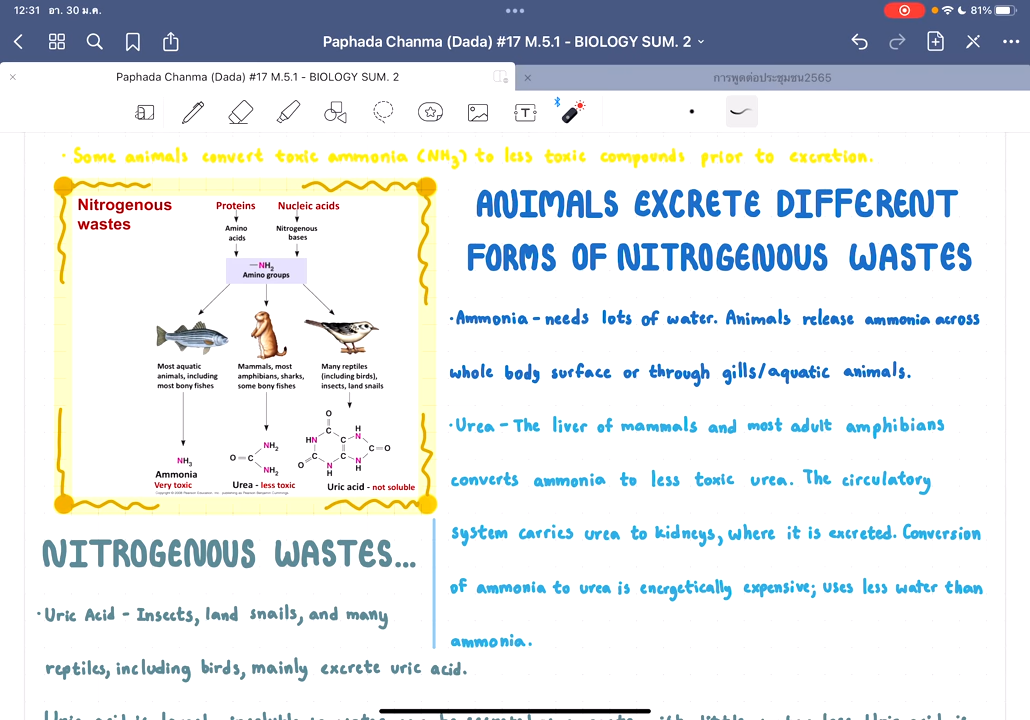 12:31 อา. 30 ม.ค.
81%
Paphada Chanma (Dada) #17 M.5.1 - BIOLOGY SUM. 2
Paphada Chanma (Dada) #17 M.5.1 - BIOLOGY SUM. 2
การพูดต่อประชุมชน2565
· Some animals convert toxic ammonia (NH3) to less toxic compounds prior to excretion.
Nitrogenous
wastes
Proteins
Nucleic acids
Amino
acids
Nitrogenous
bases
—NH2
Amino groups
Most aquatic
animals, including
most bony fishes
Mammals, most
amphibians, sharks,
some bony fishes
Many reptiles
(including birds),
insects, land snails
NH3
Ammonia
Very toxic
O
C
NH2
NH2
Urea - less toxic
O
C
HN
C
O
N
H
C
C
H
N
C
O
N
H
Uric acid - not soluble
ANIMALS EXCRETE DIFFERENT
FORMS OF NITROGENOUS WASTES
·Ammonia - needs lots of water. Animals release ammonia across
whole body surface or through gills/aquatic animals.
·Urea - The liver of mammals and most adult amphibians
converts ammonia to less toxic urea. The circulatory
system carries urea to kidneys, where it is excreted. Conversion
of ammonia to urea is energetically expensive; uses less water than
ammonia.
NITROGENOUS WASTES...
·Uric Acid - Insects, land snails, and many
reptiles, including birds, mainly excrete uric acid.